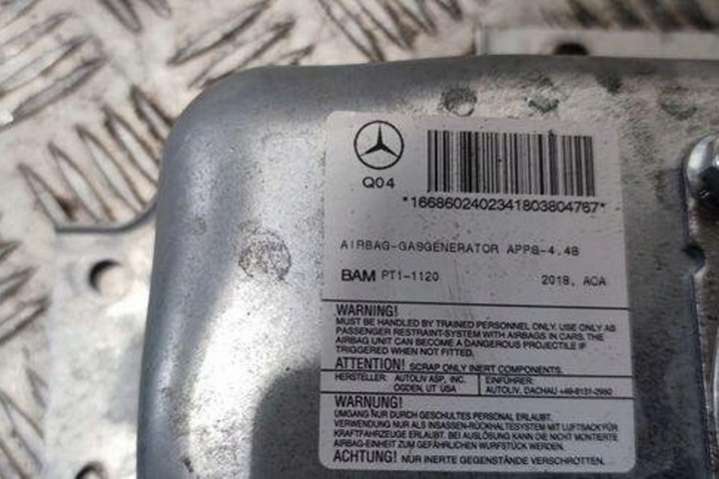 Q04
*1668602402341803804767*
AIRBAG-GASGENERATOR APP8-4.4B
BAM PT1-1120 2018, AOA
WARNING!
MUST BE HANDLED BY TRAINED PERSONNEL ONLY. USE ONLY AS
PASSENGER RESTRAINT-SYSTEM WITH AIRBAGS IN CARS. THE
AIRBAG UNIT CAN BECOME A DANGEROUS PROJECTILE IF
TRIGGERED WHEN NOT FITTED.
ATTENTION! SCRAP ONLY INERT COMPONENTS.
HERSTELLER: AUTOLIV ASP, INC. EINFÜHRER:
OGDEN, UT USA AUTOLIV, DACHAU +49-8131-2950
WARNUNG!
UMGANG NUR DURCH GESCHULTES PERSONAL ERLAUBT.
VERWENDUNG NUR ALS INSASSEN-RÜCKHALTESYSTEM MIT LUFTSACK FÜR
KRAFTFAHRZEUGE ERLAUBT. BEI AUSLÖSUNG KANN DIE NICHT MONTIERTE
AIRBAG-EINHEIT ZUM GEFÄHRLICHEN WURFSTÜCK WERDEN.
ACHTUNG! NUR INERTE GEGENSTÄNDE VERSCHROTTEN.